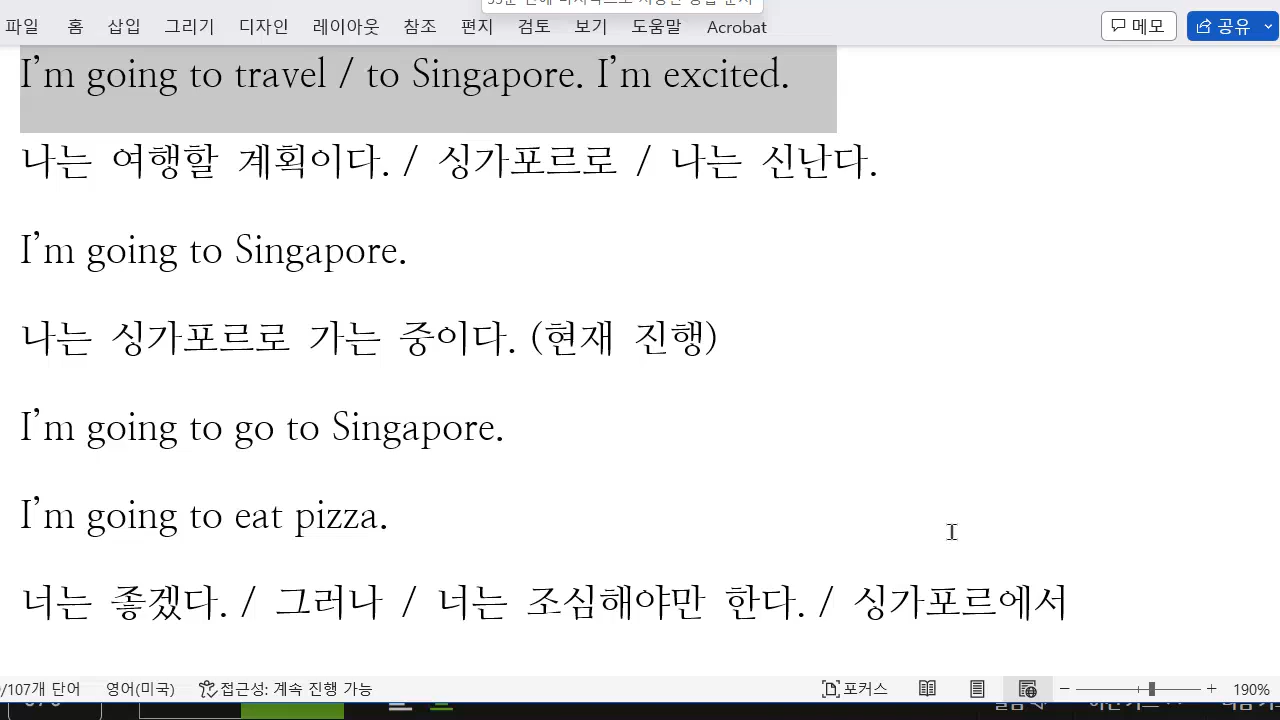 파일 홈 삽입 그리기 디자인 레이아웃 참조 편지 검토 보기 도움말 Acrobat 메모 공유
I'm going to travel / to Singapore. I'm excited.
나는 여행할 계획이다. / 싱가포르로 / 나는 신난다.
I'm going to Singapore.
나는 싱가포르로 가는 중이다. (현재 진행)
I'm going to go to Singapore.
I'm going to eat pizza.
너는 좋겠다. / 그러나 / 너는 조심해야만 한다. / 싱가포르에서
/107개 단어 영어(미국) 접근성: 계속 진행 가능 포커스 190%